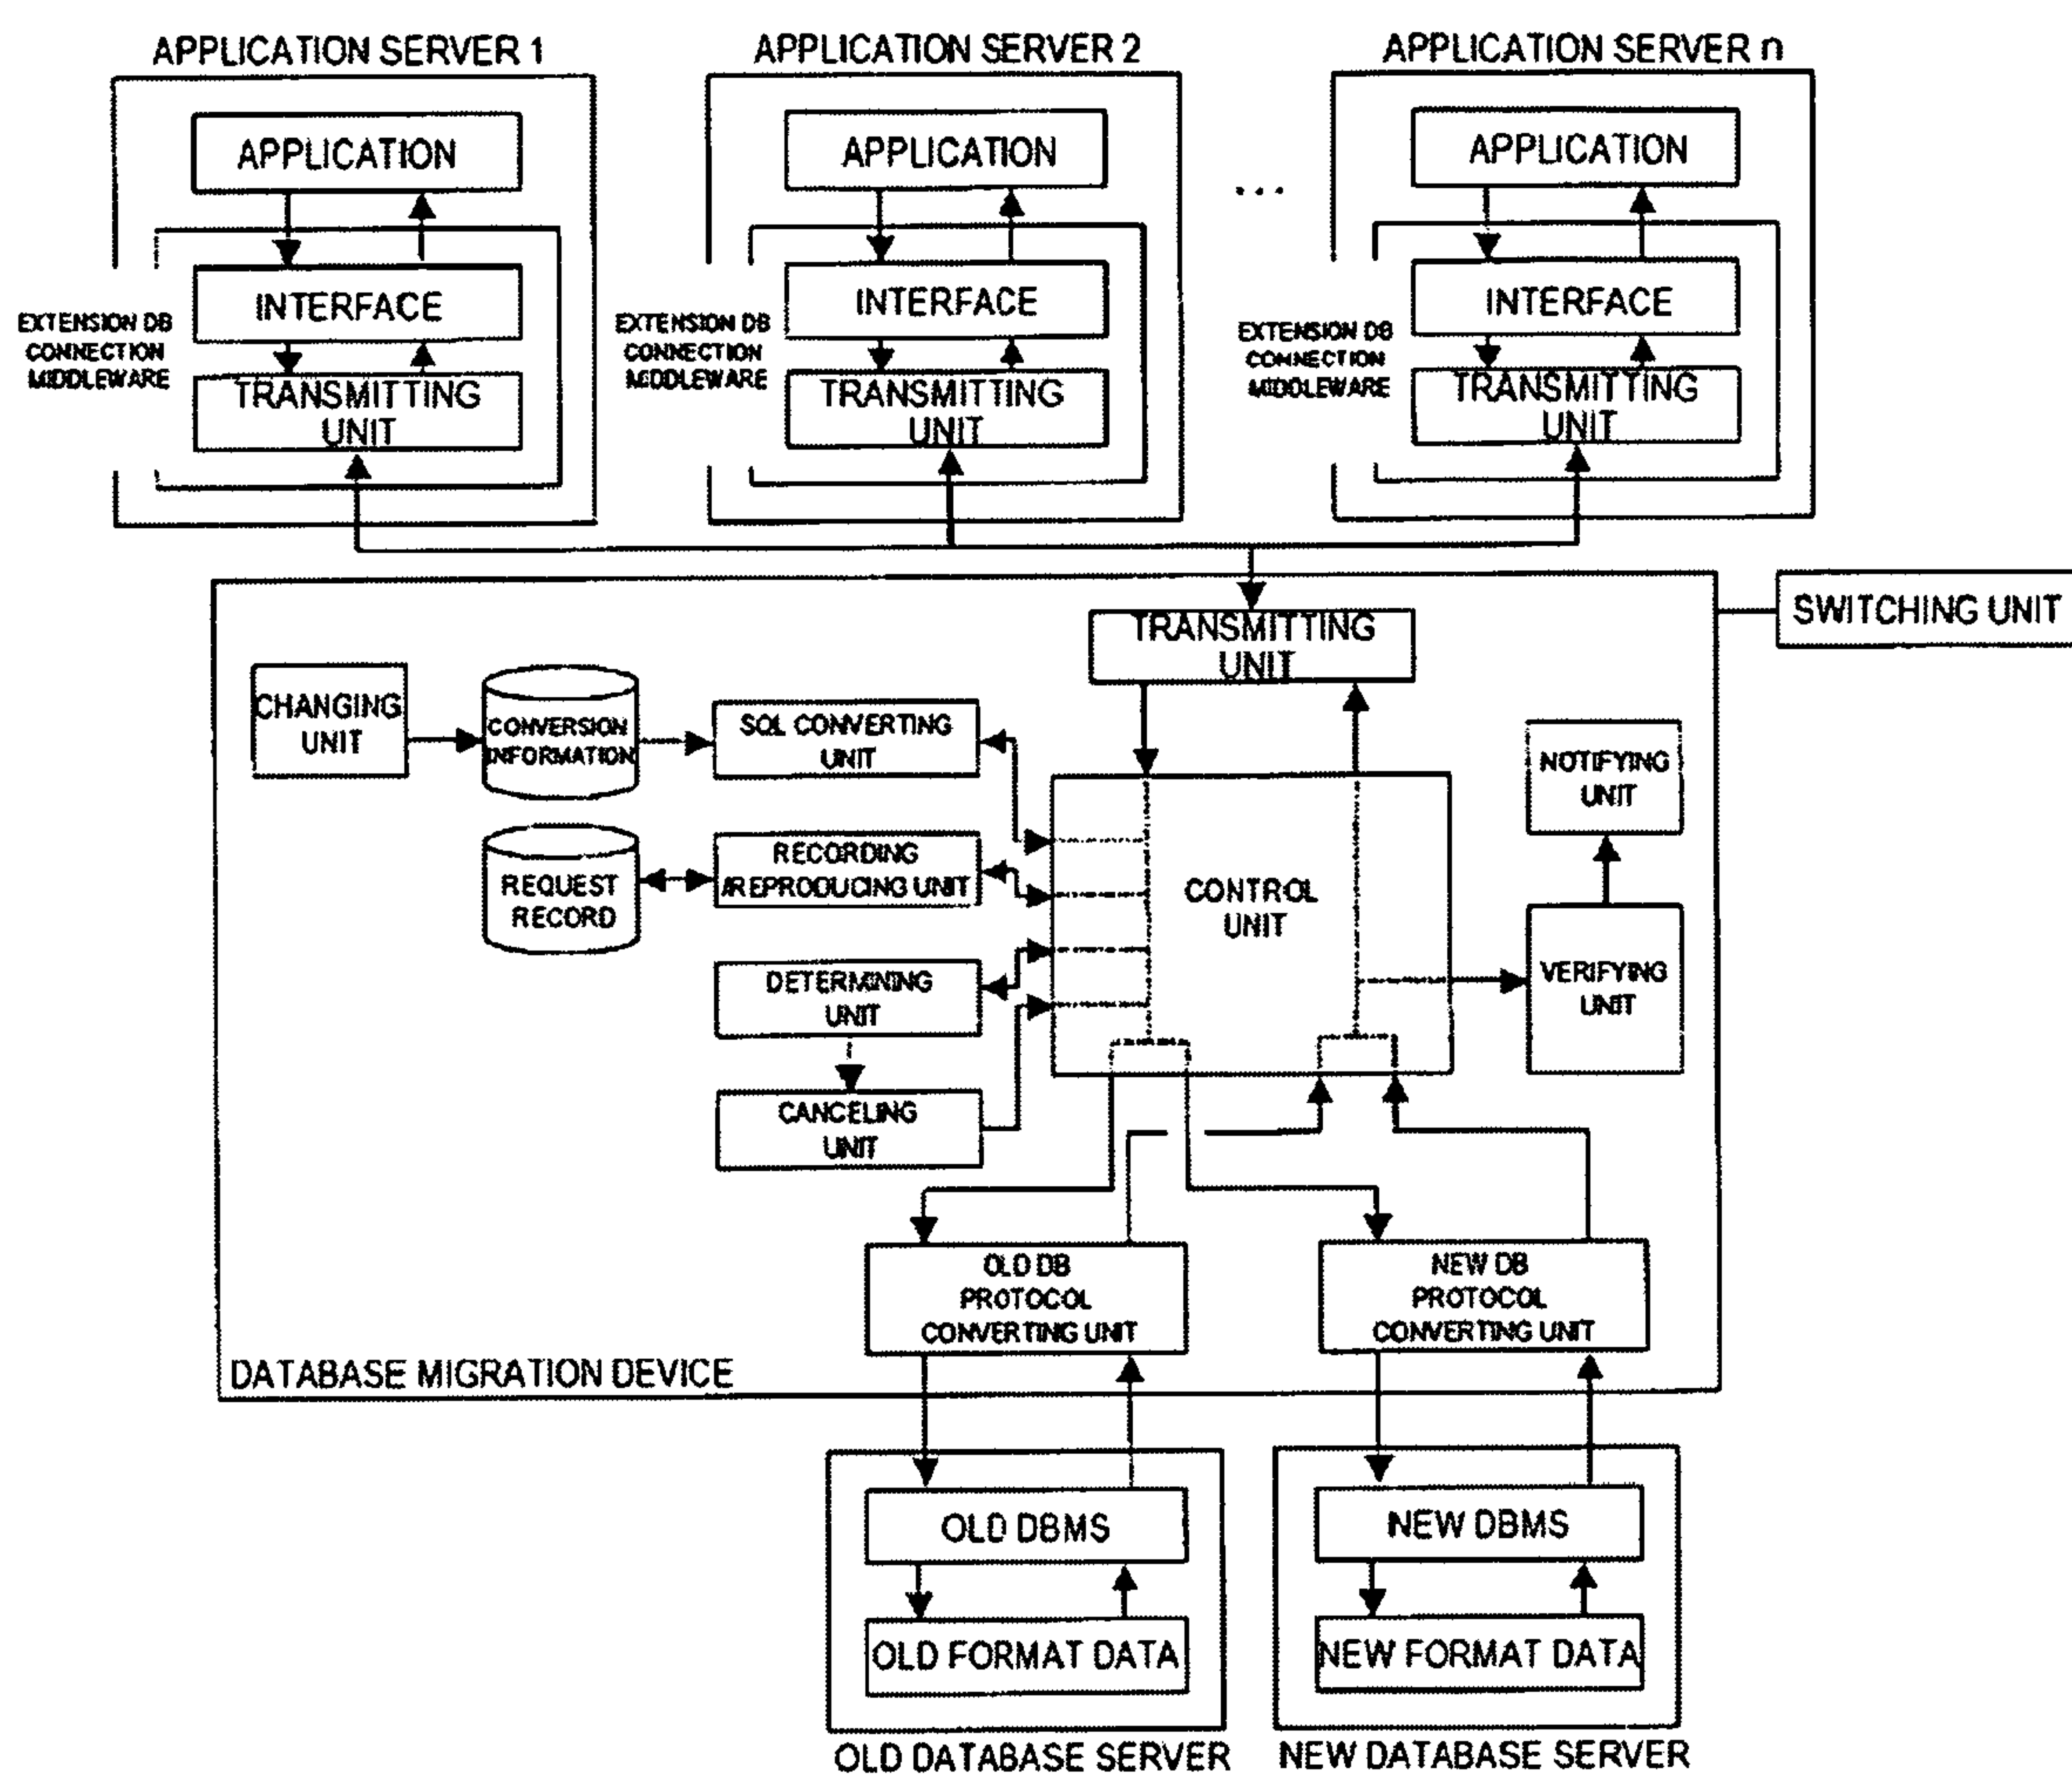 APPLICATION SERVER 1
APPLICATION SERVER 2
APPLICATION SERVER n
APPLICATION
APPLICATION
APPLICATION
...
INTERFACE
INTERFACE
INTERFACE
EXTENSION DB
CONNECTION
MIDDLEWARE
EXTENSION DB
CONNECTION
MIDDLEWARE
EXTENSION DB
CONNECTION
MIDDLEWARE
TRANSMITTING
UNIT
TRANSMITTING
UNIT
TRANSMITTING
UNIT
SWITCHING UNIT
TRANSMITTING
UNIT
CHANGING
UNIT
CONVERSION
INFORMATION
SQL CONVERTING
UNIT
NOTIFYING
UNIT
REQUEST
RECORD
RECORDING
/REPRODUCING UNIT
CONTROL
UNIT
DETERMINING
UNIT
VERIFYING
UNIT
CANCELING
UNIT
OLD DB
PROTOCOL
CONVERTING UNIT
NEW DB
PROTOCOL
CONVERTING UNIT
DATABASE MIGRATION DEVICE
OLD DBMS
NEW DBMS
OLD FORMAT DATA
NEW FORMAT DATA
OLD DATABASE SERVER
NEW DATABASE SERVER